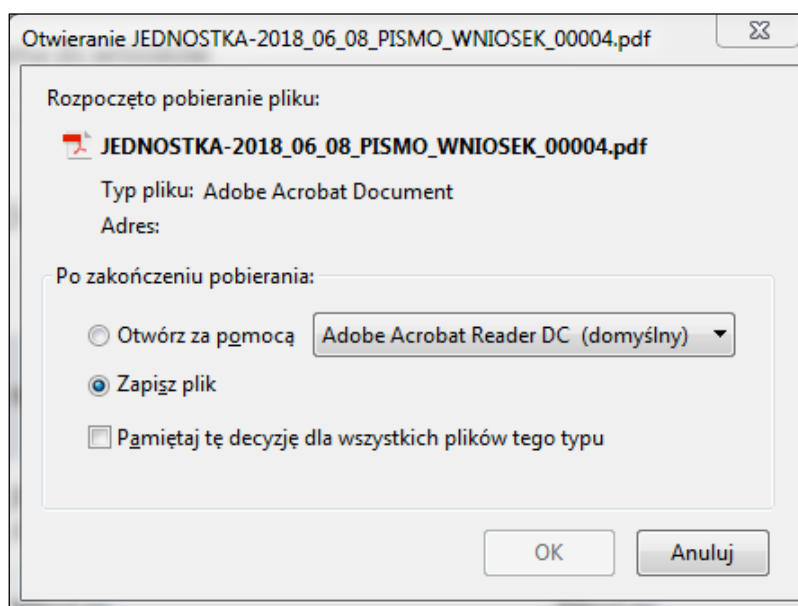 Otwieranie JEDNOSTKA-2018_06_08_PISMO_WNIOSEK_00004.pdf
Rozpoczęto pobieranie pliku:
JEDNOSTKA-2018_06_08_PISMO_WNIOSEK_00004.pdf
Typ pliku: Adobe Acrobat Document
Adres:
Po zakończeniu pobierania:
Otwórz za pomocą Adobe Acrobat Reader DC (domyślny)
Zapisz plik
Pamiętaj tę decyzję dla wszystkich plików tego typu
OK Anuluj